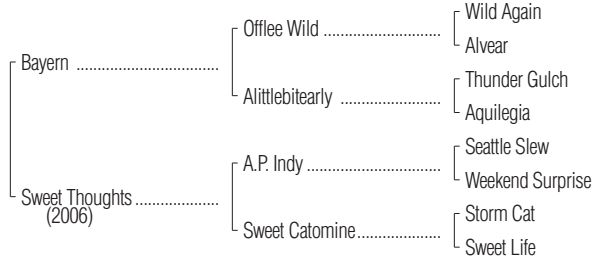 Wild Again
Offlee Wild ........................
Alvear
Bayern .............................
Thunder Gulch
Alittlebitearly ....................
Aquilegia
Seattle Slew
A.P. Indy ...........................
Weekend Surprise
Sweet Thoughts .................
(2006)
Storm Cat
Sweet Catomine .................
Sweet Life